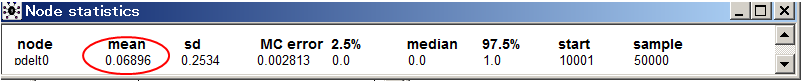 Node statistics
node mean sd MC error 2.5% median 97.5% start sample
pdelt0 0.06896 0.2534 0.002813 0.0 0.0 1.0 10001 50000